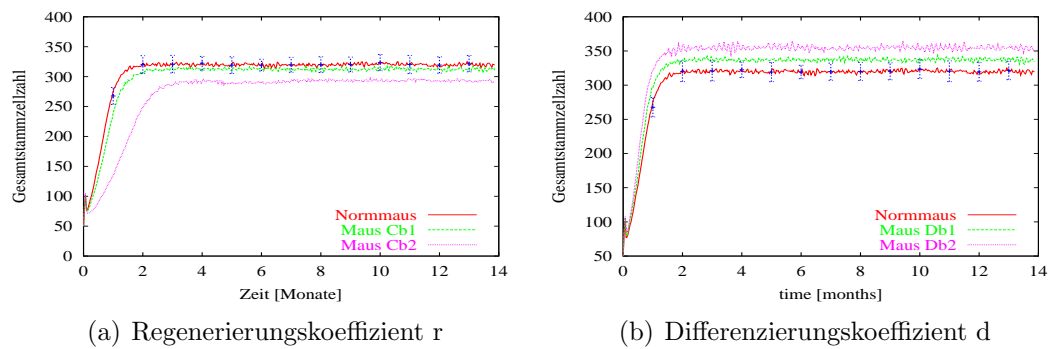 400
350
300
250
200
150
100
50
0
Gesamtstammzellzahl
0 2 4 6 8 10 12 14
Zeit [Monate]
Normmaus
Maus Cb1
Maus Cb2
(a) Regenerierungskoeffizient r
400
350
300
250
200
150
100
50
Gesamtstammzellzahl
0 2 4 6 8 10 12 14
time [months]
Normmaus
Maus Db1
Maus Db2
(b) Differenzierungskoeffizient d